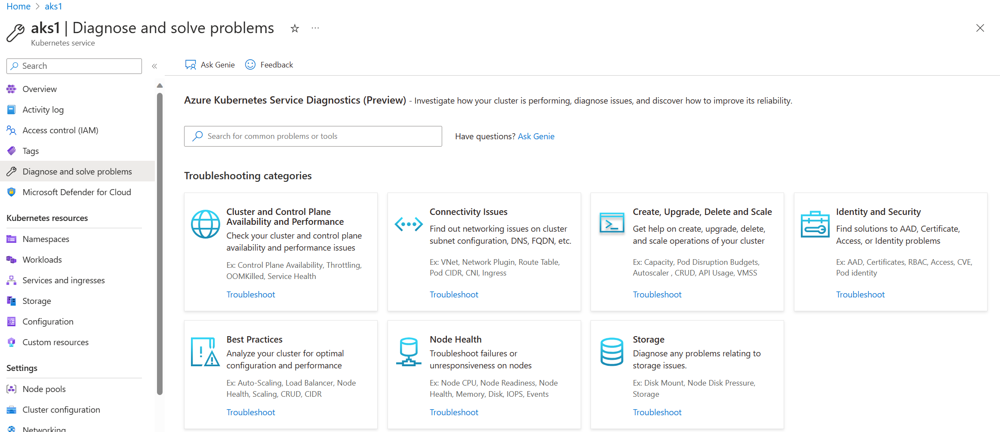 Home > aks1
aks1 | Diagnose and solve problems
Kubernetes service
Search
Overview
Activity log
Access control (IAM)
Tags
Diagnose and solve problems
Microsoft Defender for Cloud
Kubernetes resources
Namespaces
Workloads
Services and ingresses
Storage
Configuration
Custom resources
Settings
Node pools
Cluster configuration
Networking
Ask Genie
Feedback
Azure Kubernetes Service Diagnostics (Preview) - Investigate how your cluster is performing, diagnose issues, and discover how to improve its reliability.
Search for common problems or tools
Have questions? Ask Genie
Troubleshooting categories
Cluster and Control Plane
Availability and Performance
Check your cluster and control plane
availability and performance issues
Ex: Control Plane Availability, Throttling,
OOMKilled, Service Health
Troubleshoot
Connectivity Issues
Find out networking issues on cluster
subnet configuration, DNS, FQDN, etc.
Ex: VNet, Network Plugin, Route Table,
Pod CIDR, CNI, Ingress
Troubleshoot
Create, Upgrade, Delete and Scale
Get help on create, upgrade, delete,
and scale operations of your cluster
Ex: Capacity, Pod Disruption Budgets,
Autoscaler , CRUD, API Usage, VMSS
Troubleshoot
Identity and Security
Find solutions to AAD, Certificate,
Access, or Identity problems
Ex: AAD, Certificates, RBAC, Access, CVE,
Pod identity
Troubleshoot
Best Practices
Analyze your cluster for optimal
configuration and performance
Ex: Auto-Scaling, Load Balancer, Node
Health, Scaling, CRUD, CIDR
Troubleshoot
Node Health
Troubleshoot failures or
unresponsiveness on nodes
Ex: Node CPU, Node Readiness, Node
Health, Memory, Disk, IOPS, Events
Troubleshoot
Storage
Diagnose any problems relating to
storage issues.
Ex: Disk Mount, Node Disk Pressure,
Storage
Troubleshoot